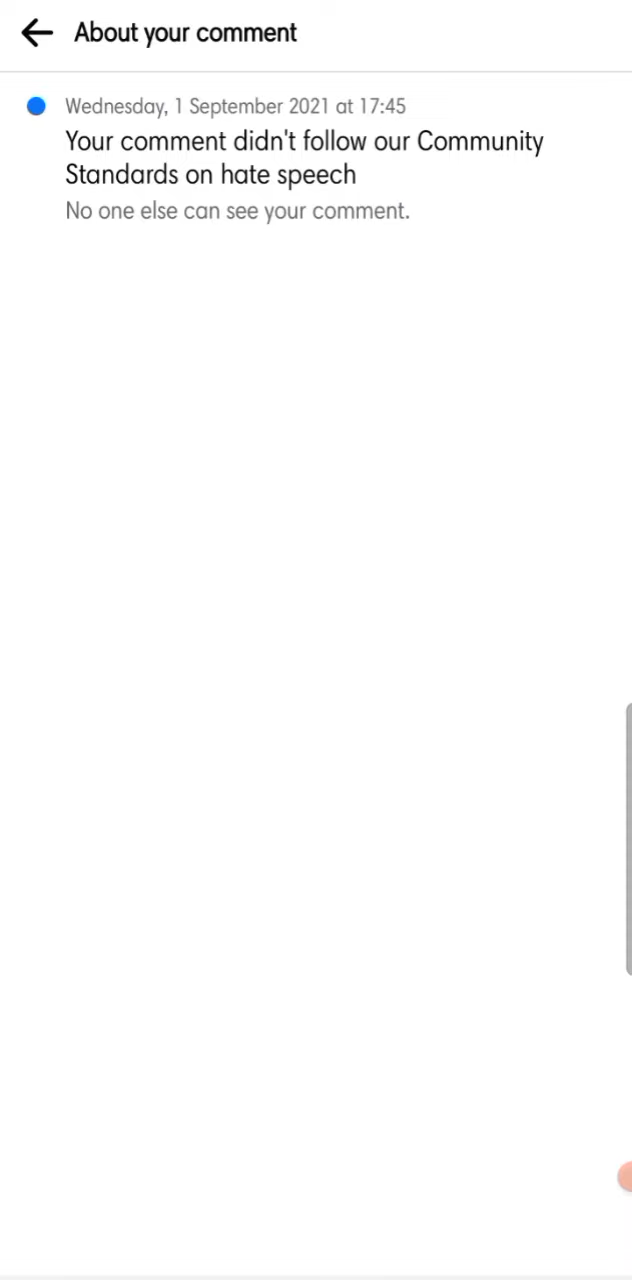 About your comment
Wednesday, 1 September 2021 at 17:45
Your comment didn't follow our Community
Standards on hate speech
No one else can see your comment.